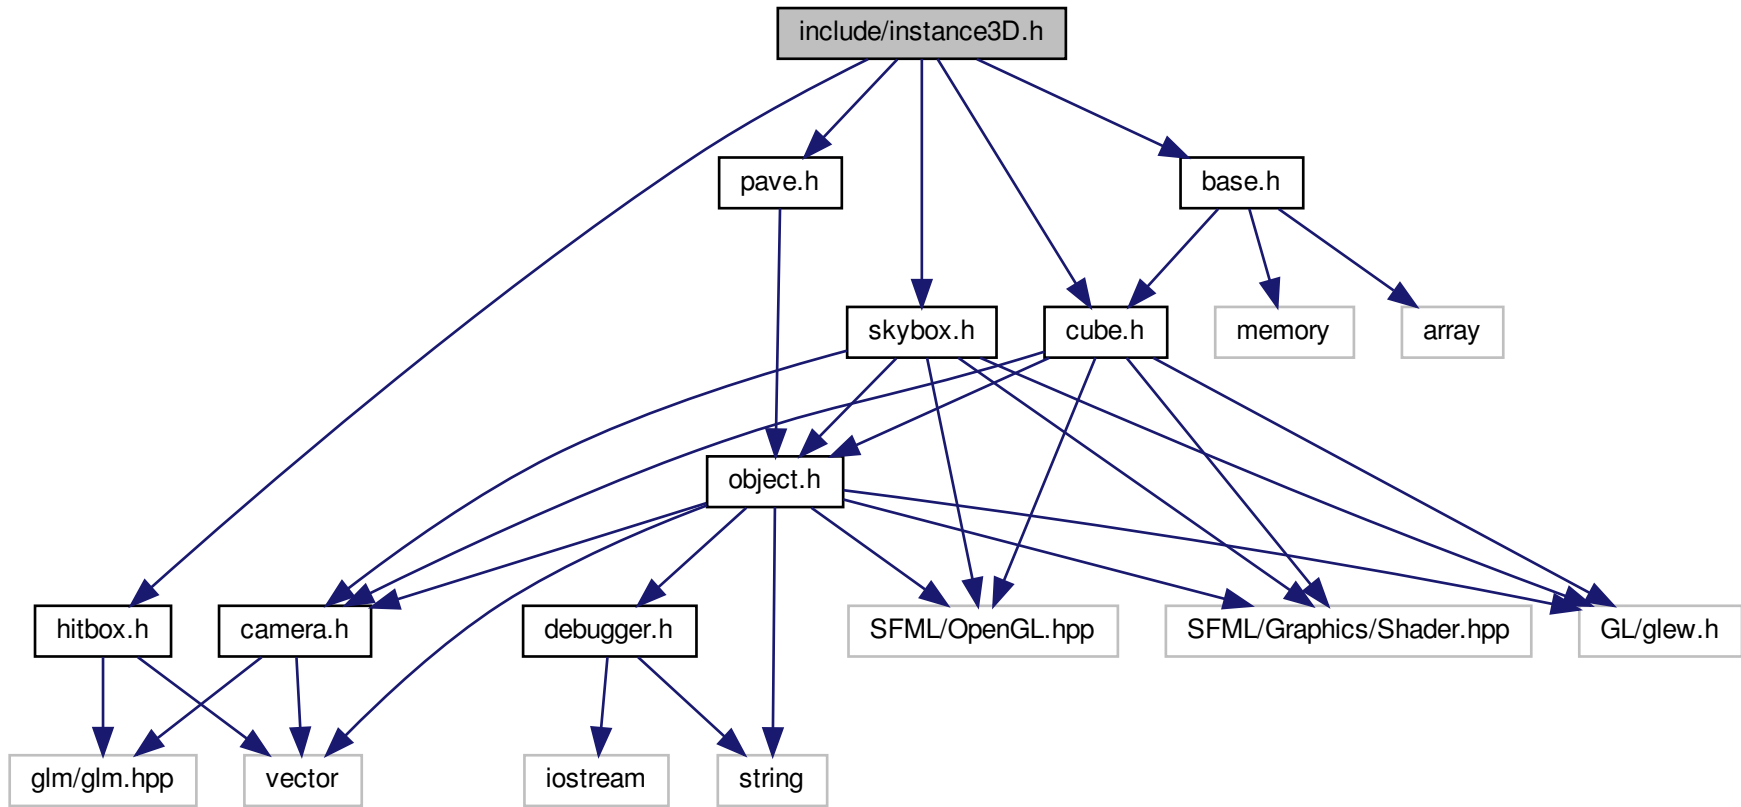 include/instance3D.h
pave.h
base.h
skybox.h
cube.h
memory
array
object.h
hitbox.h
camera.h
debugger.h
SFML/OpenGL.hpp
SFML/Graphics/Shader.hpp
GL/glew.h
glm/glm.hpp
vector
iostream
string